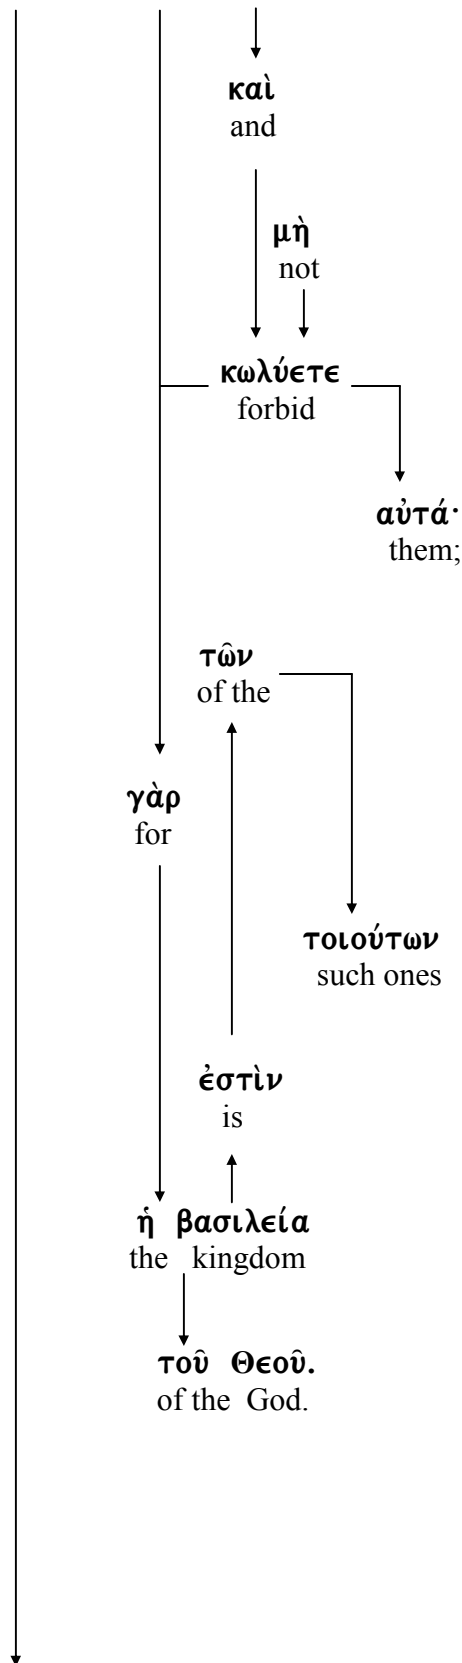 καὶ
and
μὴ
not
κωλύετε
forbid
αὐτά·
them;
τῶν
of the
γὰρ
for
τοιούτων
such ones
ἐστὶν
is
ἡ βασιλεία
the kingdom
τοῦ Θεοῦ.
of the God.